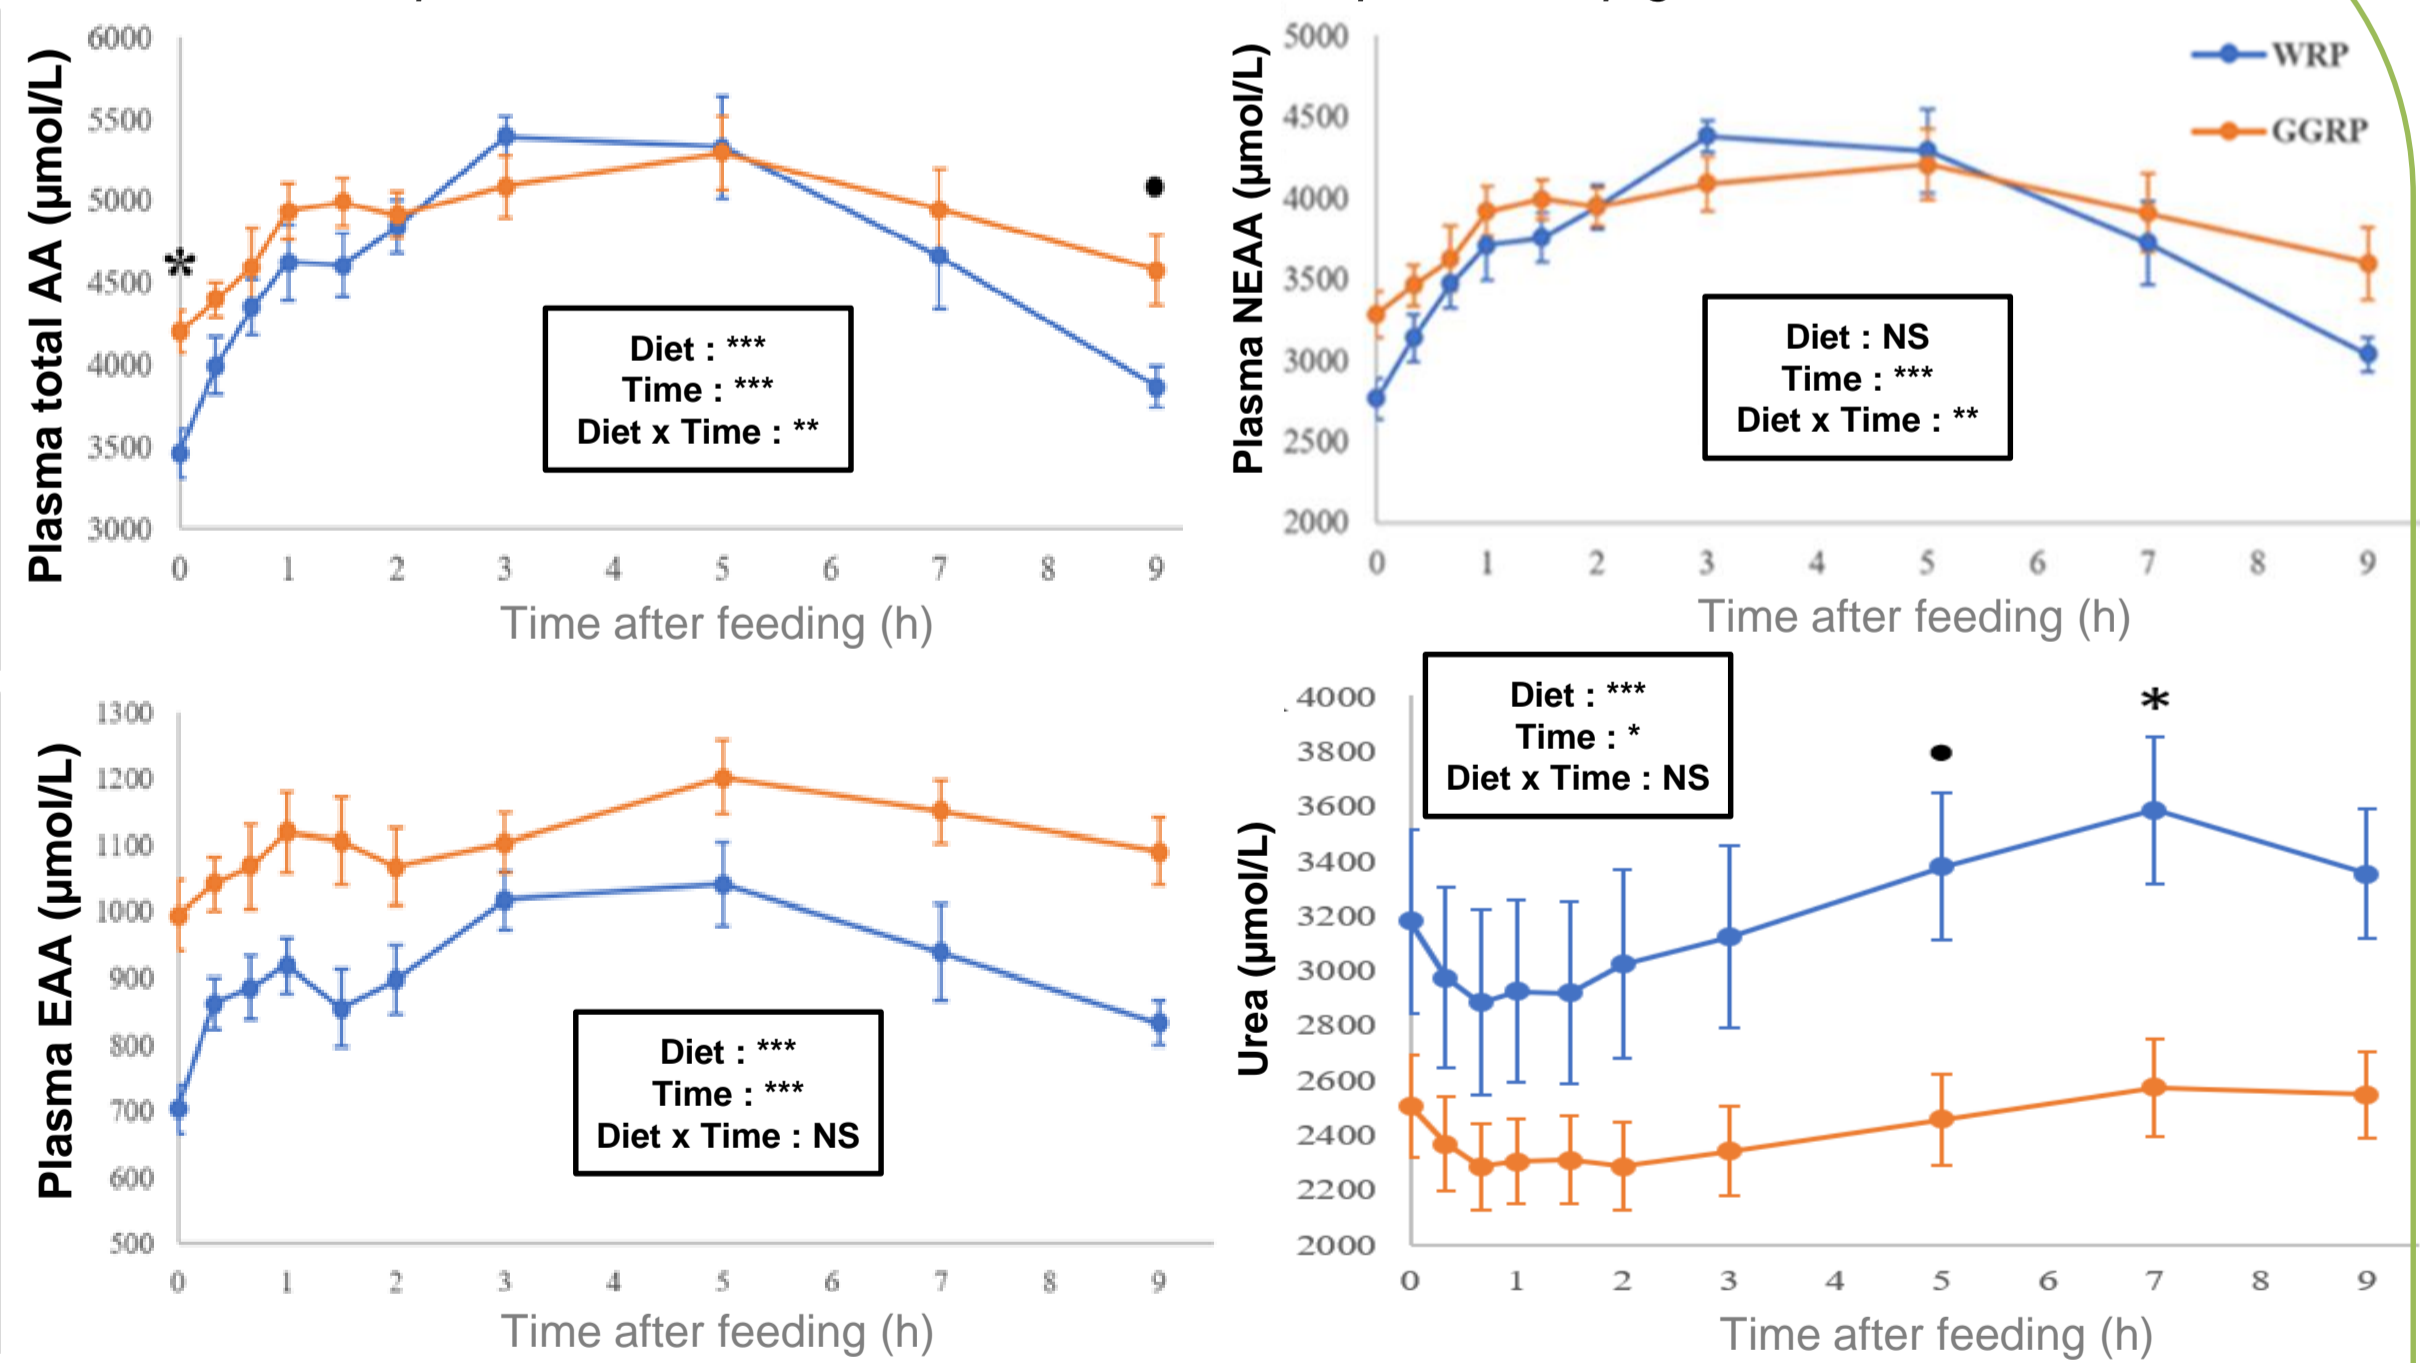 Plasma total AA (µmol/L)
6000
5500
5000
4500
4000
3500
3000
*
•
Diet : ***
Time : ***
Diet x Time : **
0 1 2 3 4 5 6 7 8 9
Time after feeding (h)
Plasma NEAA (µmol/L)
5000
4500
4000
3500
3000
2500
2000
WRP
GGRP
Diet : NS
Time : ***
Diet x Time : **
0 1 2 3 4 5 6 7 8 9
Time after feeding (h)
Plasma EAA (µmol/L)
1300
1200
1100
1000
900
800
700
600
500
Diet : ***
Time : ***
Diet x Time : NS
0 1 2 3 4 5 6 7 8 9
Time after feeding (h)
Urea (µmol/L)
4000
3800
3600
3400
3200
3000
2800
2600
2400
2200
2000
Diet : ***
Time : *
Diet x Time : NS
•
*
0 1 2 3 4 5 6 7 8 9
Time after feeding (h)